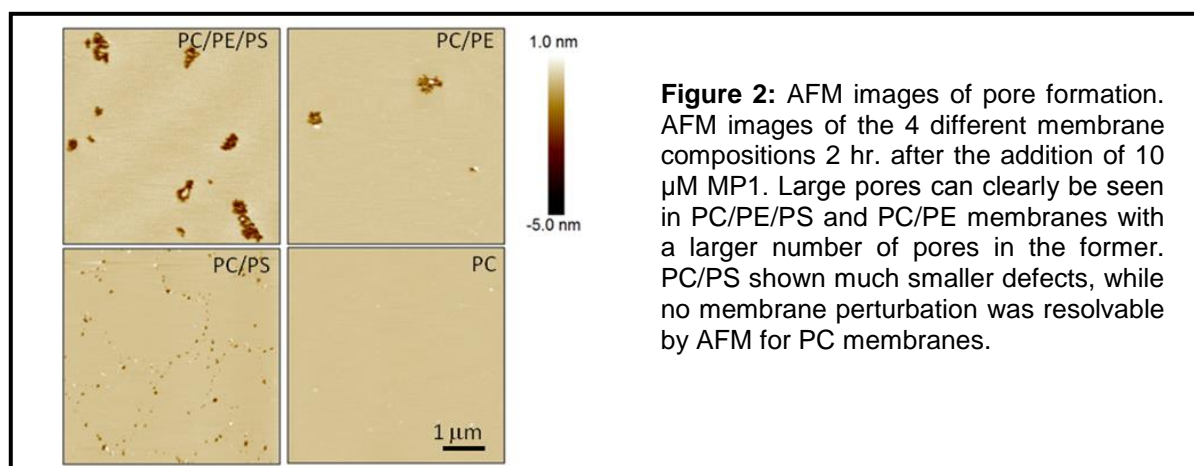 PC/PE/PS
PC/PE
1.0 nm
-5.0 nm
PC/PS
PC
1 μm
Figure 2: AFM images of pore formation.
AFM images of the 4 different membrane
compositions 2 hr. after the addition of 10
µM MP1. Large pores can clearly be seen
in PC/PE/PS and PC/PE membranes with
a larger number of pores in the former.
PC/PS shown much smaller defects, while
no membrane perturbation was resolvable
by AFM for PC membranes.